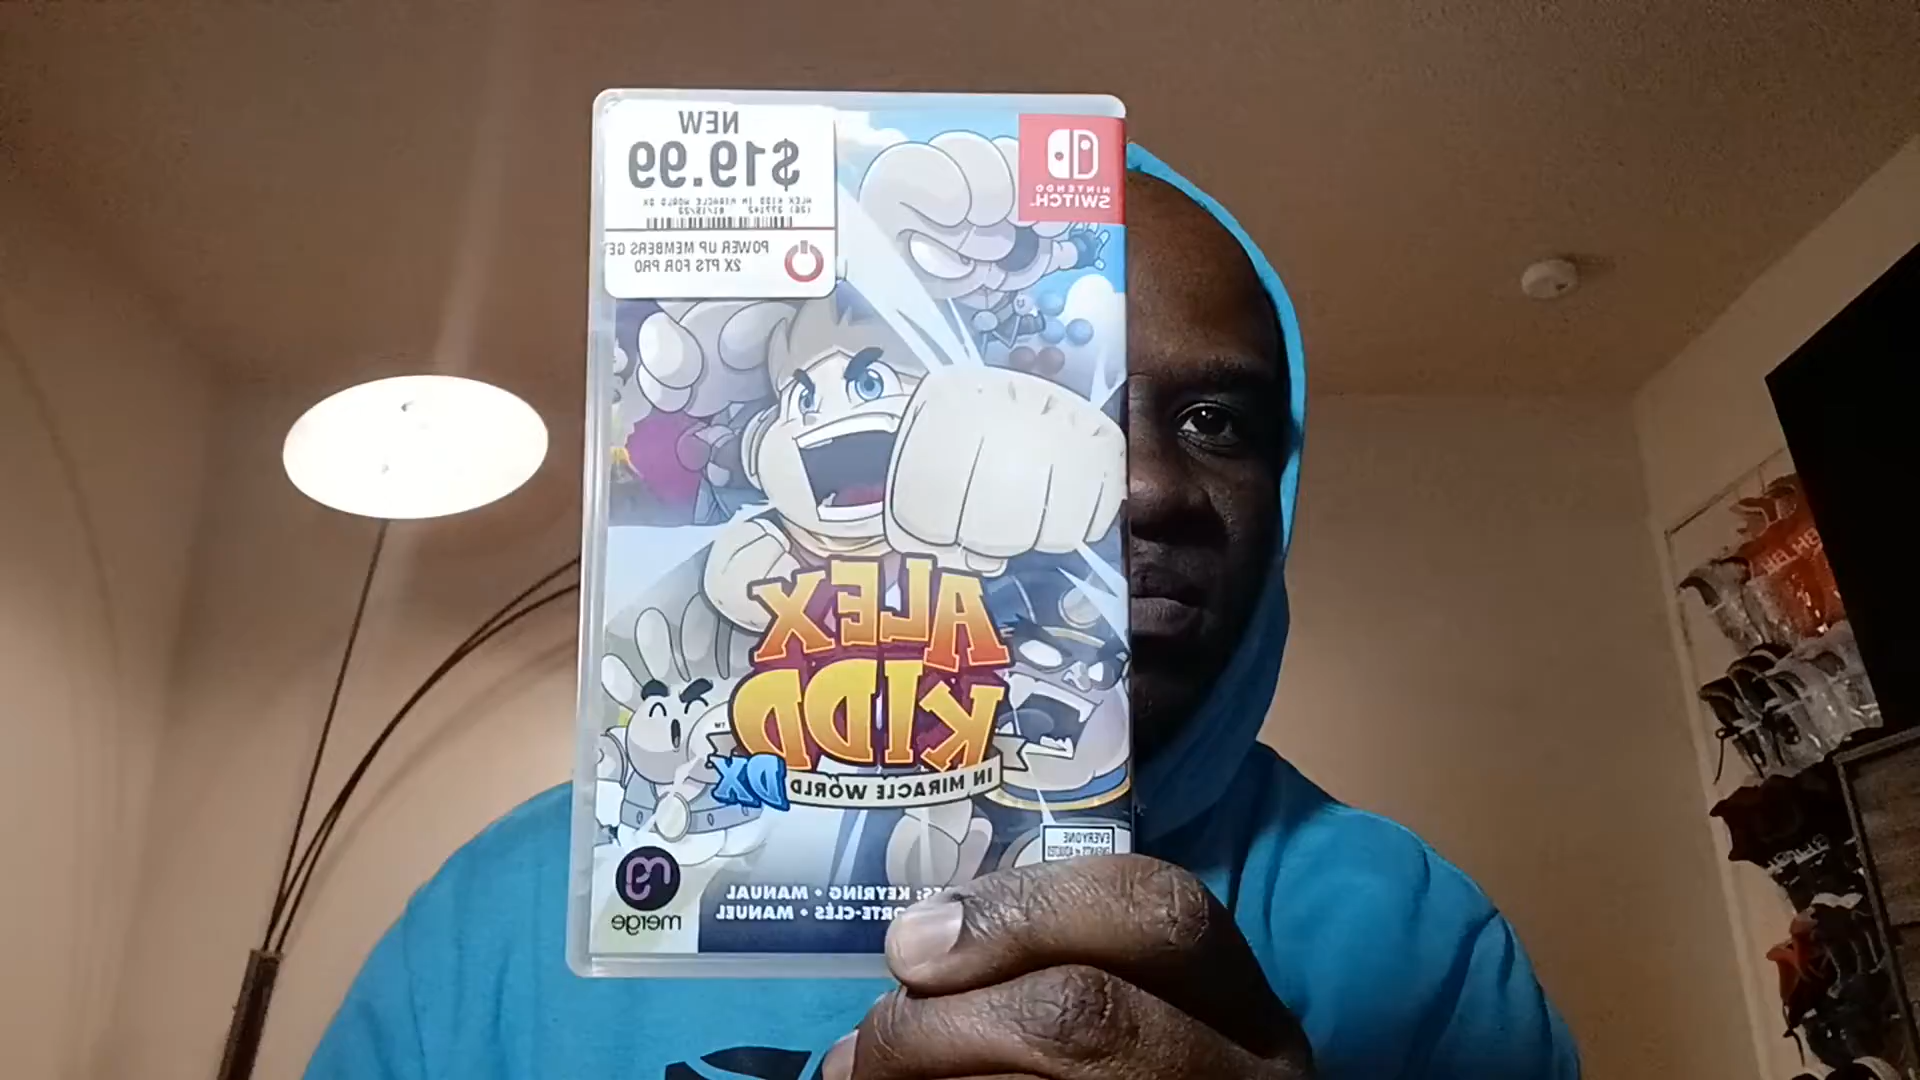 NEW
$19.99
ALEX KIDD IN MIRACLE WORLD DX
POWER UP MEMBERS GET
2X PTS FOR PRO
NINTENDO
SWITCH
ALEX
KIDD
IN MIRACLE WORLD
DX
EVERYONE
merge
KEYRING • MANUAL
PORTE-CLÉS • MANUEL